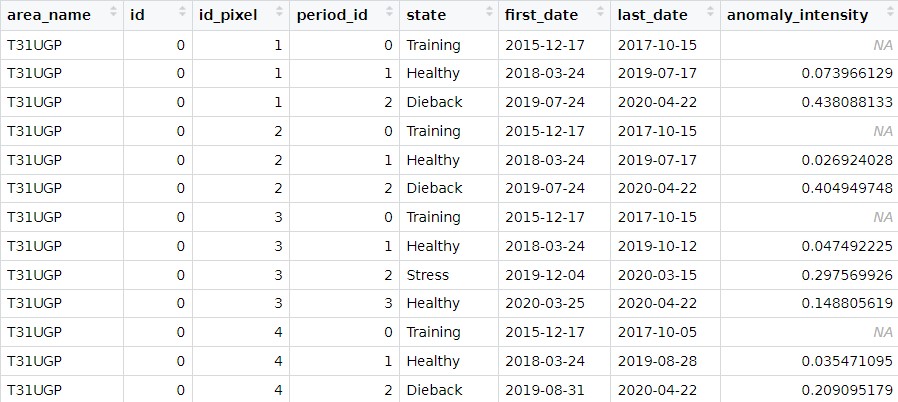 area_name id id_pixel period_id state first_date last_date anomaly_intensity
T31UGP 0 1 0 Training 2015-12-17 2017-10-15 NA
T31UGP 0 1 1 Healthy 2018-03-24 2019-07-17 0.073966129
T31UGP 0 1 2 Dieback 2019-07-24 2020-04-22 0.438088133
T31UGP 0 2 0 Training 2015-12-17 2017-10-15 NA
T31UGP 0 2 1 Healthy 2018-03-24 2019-07-17 0.026924028
T31UGP 0 2 2 Dieback 2019-07-24 2020-04-22 0.404949748
T31UGP 0 3 0 Training 2015-12-17 2017-10-15 NA
T31UGP 0 3 1 Healthy 2018-03-24 2019-10-12 0.047492225
T31UGP 0 3 2 Stress 2019-12-04 2020-03-15 0.297569926
T31UGP 0 3 3 Healthy 2020-03-25 2020-04-22 0.148805619
T31UGP 0 4 0 Training 2015-12-17 2017-10-05 NA
T31UGP 0 4 1 Healthy 2018-03-24 2019-08-28 0.035471095
T31UGP 0 4 2 Dieback 2019-08-31 2020-04-22 0.209095179